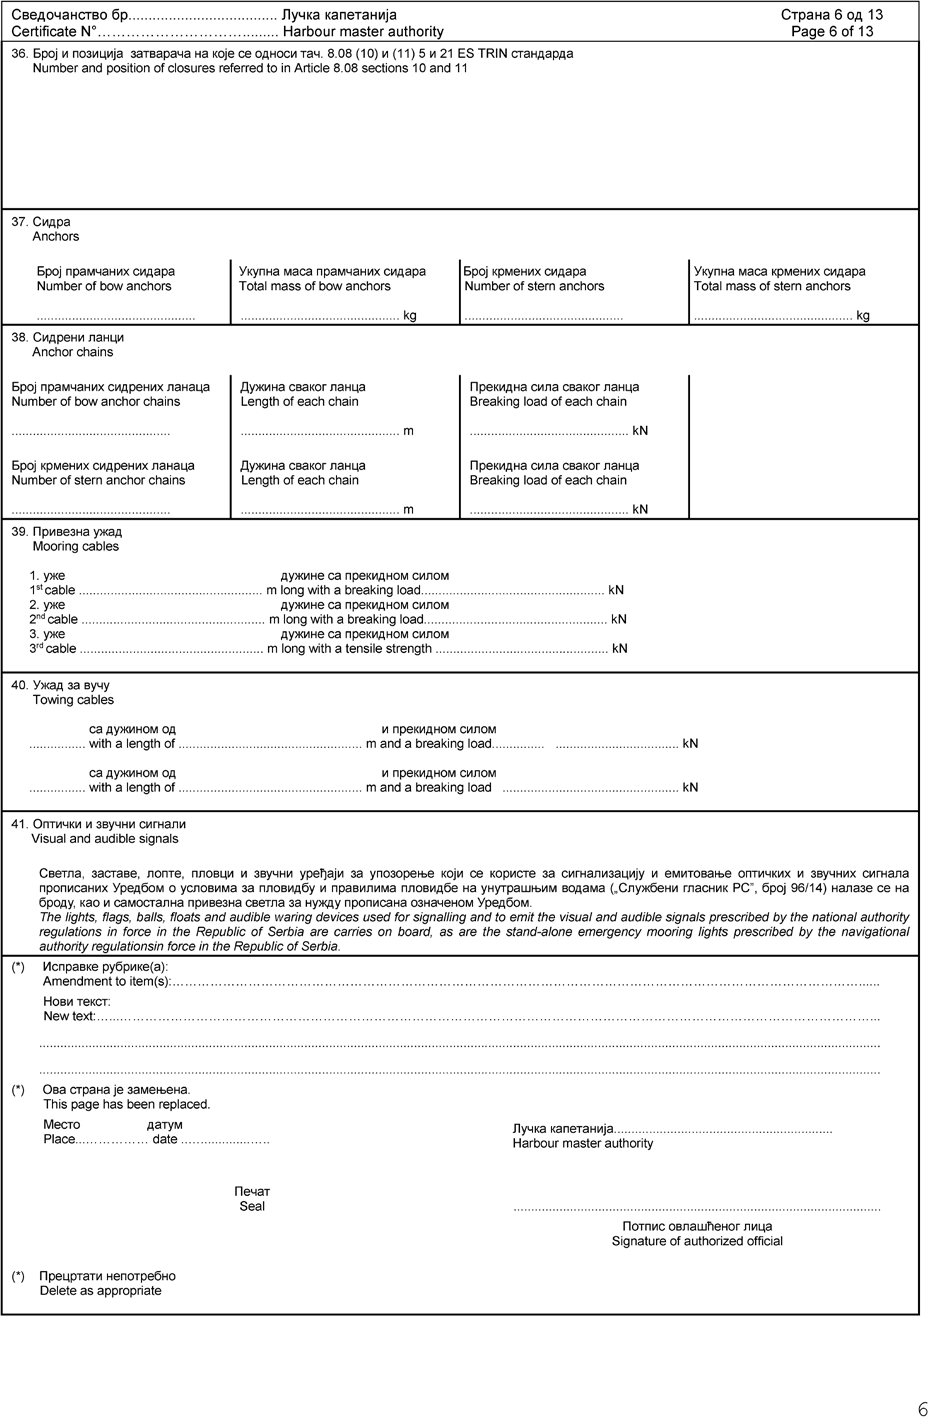 Сведочанство бр..................................... Лучка капетанија Страна 6 од 13
Certificate N°………………………….......... Harbour master authority Page 6 of 13
36. Број и позиција затварача на које се односи тач. 8.08 (10) и (11) 5 и 21 ES TRIN стандарда
Number and position of closures referred to in Article 8.08 sections 10 and 11
37. Сидра
Anchors
Број прамчаних сидара Укупна маса прамчаних сидара Број крмених сидара Укупна маса крмених сидара
Number of bow anchors Total mass of bow anchors Number of stern anchors Total mass of stern anchors
............................................. ............................................. kg ............................................. ............................................. kg
38. Сидрени ланци
Anchor chains
Број прамчаних сидрених ланаца Дужина сваког ланца Прекидна сила сваког ланца
Number of bow anchor chains Length of each chain Breaking load of each chain
............................................. ............................................. m ............................................. kN
Број крмених сидрених ланаца Дужина сваког ланца Прекидна сила сваког ланца
Number of stern anchor chains Length of each chain Breaking load of each chain
............................................. ............................................. m ............................................. kN
39. Привезна ужад
Mooring cables
1. уже дужине са прекидном силом
1st cable .................................................... m long with a breaking load.................................................... kN
2. уже дужине са прекидном силом
2nd cable .................................................... m long with a breaking load.................................................... kN
3. уже дужине са прекидном силом
3rd cable .................................................... m long with a tensile strength ................................................. kN
40. Ужад за вучу
Towing cables
са дужином од и прекидном силом
................ with a length of .................................................... m and a breaking load............... ................................... kN
са дужином од и прекидном силом
................ with a length of .................................................... m and a breaking load .................................................. kN
41. Оптички и звучни сигнали
Visual and audible signals
Светла, заставе, лопте, пловци и звучни уређаји за упозорење који се користе за сигнализацију и емитовање оптичких и звучних сигнала
прописаних Уредбом о условима за пловидбу и правилима пловидбе на унутрашњим водама („Службени гласник РС”, број 96/14) налазе се на
броду, као и самостална привезна светла за нужду прописана означеном Уредбом.
The lights, flags, balls, floats and audible waring devices used for signalling and to emit the visual and audible signals prescribed by the national authority
regulations in force in the Republic of Serbia are carries on board, as are the stand-alone emergency mooring lights prescribed by the navigational
authority regulationsin force in the Republic of Serbia.
(*) Исправке рубрике(а):
Amendment to item(s):……………………………………………………………………………………………………......
Нови текст:
New text:…...………………………………………………………………………………………………………………...
..........................................................................................................................................................
..........................................................................................................................................................
(*) Ова страна је замењена.
This page has been replaced.
Место датум
Place...…………… date ……..............….. 
Лучка капетанија..............................................................
Harbour master authority
Печат
Seal
........................................................................................................
Потпис овлашћеног лица
Signature of authorized official
(*) Прецртати непотребно
Delete as appropriate
6